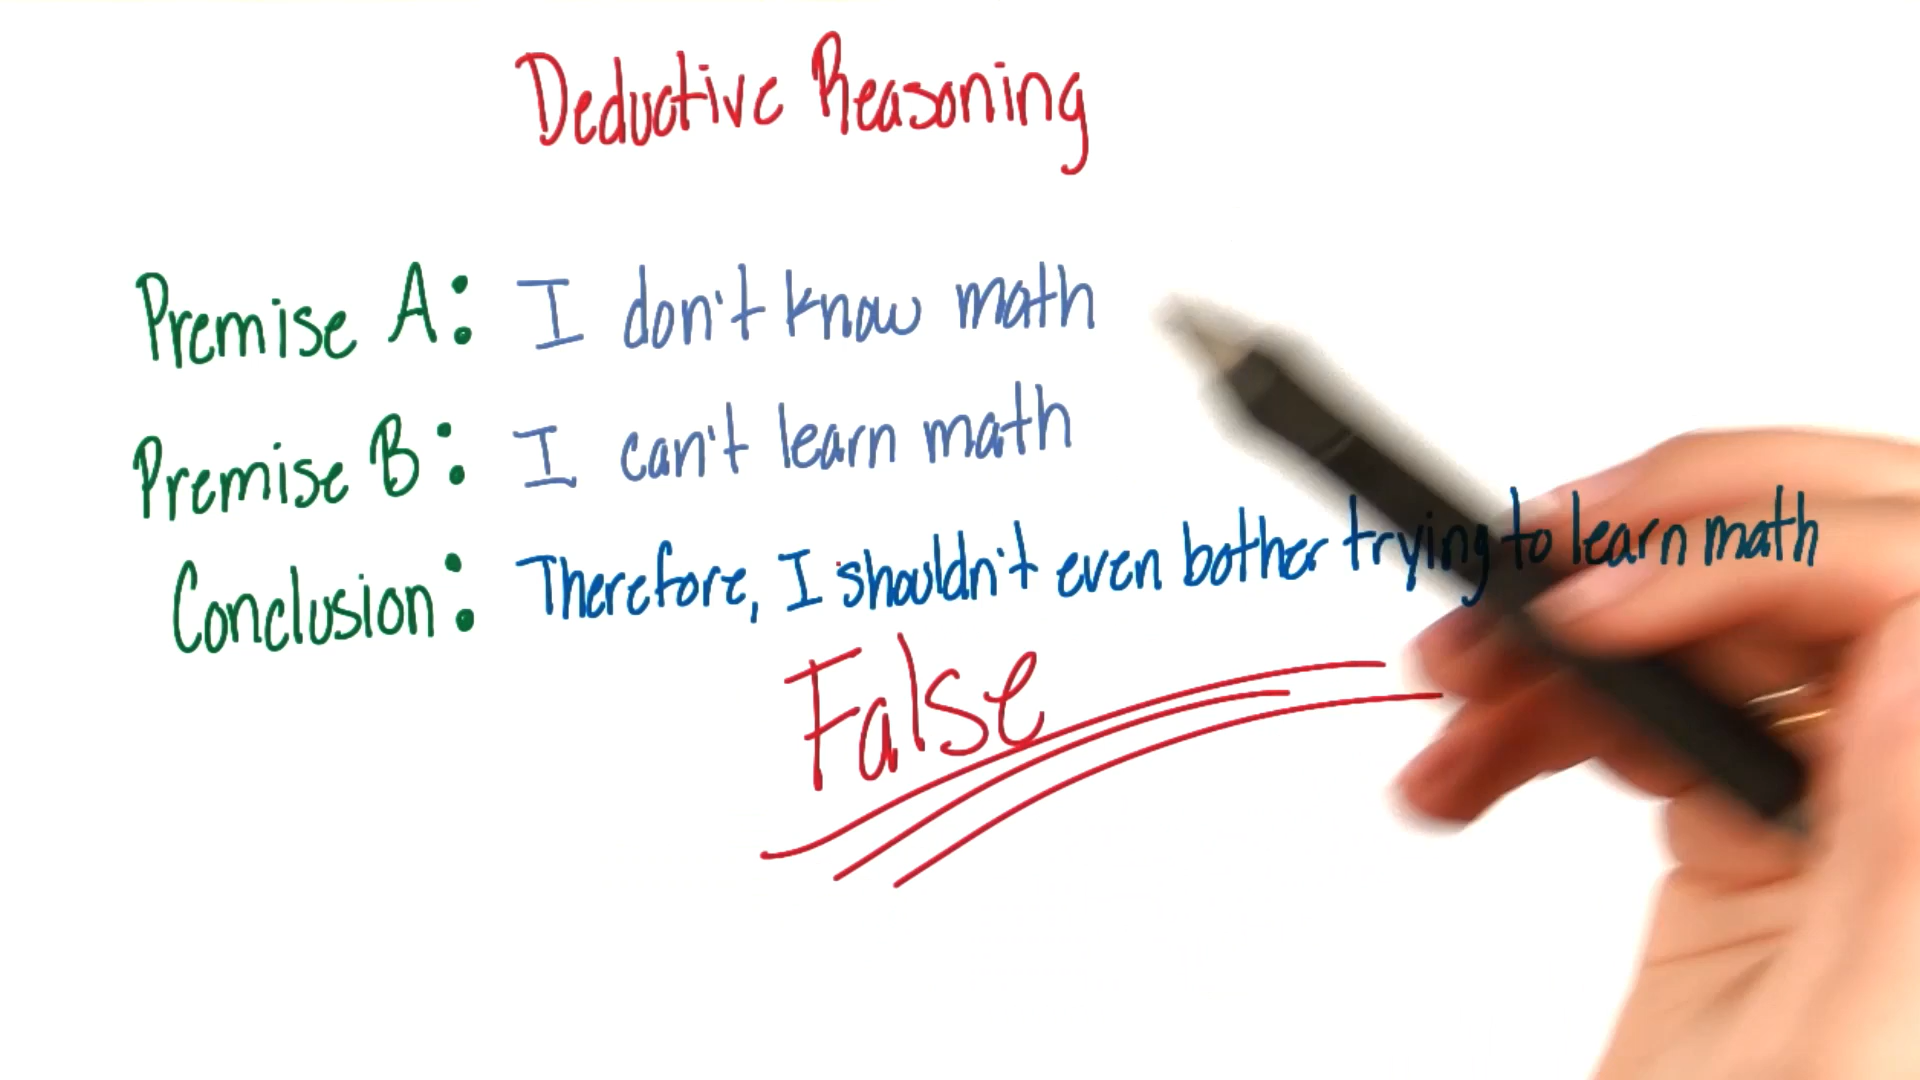 Deductive Reasoning
Premise A: I don't know math
Premise B: I can't learn math
Conclusion: Therefore, I shouldn't even bother trying to learn math
False